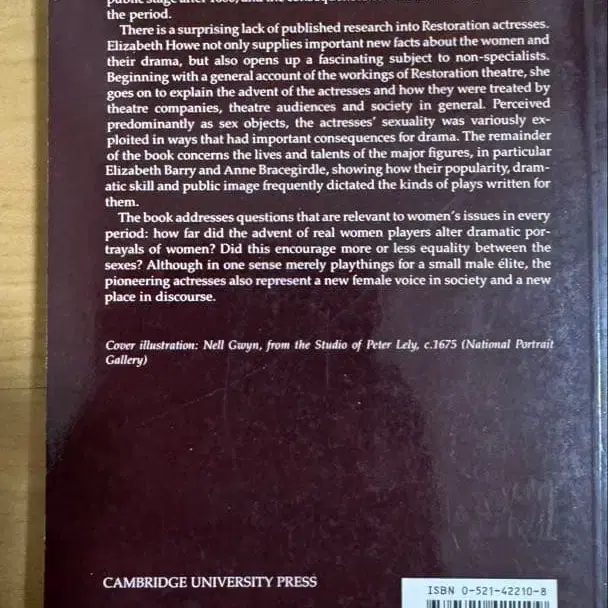 the period.
There is a surprising lack of published research into Restoration actresses.
Elizabeth Howe not only supplies important new facts about the women and
their drama, but also opens up a fascinating subject to non-specialists.
Beginning with a general account of the workings of Restoration theatre, she
goes on to explain the advent of the actresses and how they were treated by
theatre companies, theatre audiences and society in general. Perceived
predominantly as sex objects, the actresses' sexuality was variously ex-
ploited in ways that had important consequences for drama. The remainder
of the book concerns the lives and talents of the major figures, in particular
Elizabeth Barry and Anne Bracegirdle, showing how their popularity, dram-
atic skill and public image frequently dictated the kinds of plays written for
them.
The book addresses questions that are relevant to women's issues in every
period: how far did the advent of real women players alter dramatic por-
trayals of women? Did this encourage more or less equality between the
sexes? Although in one sense merely playthings for a small male élite, the
pioneering actresses also represent a new female voice in society and a new
place in discourse.
Cover illustration: Nell Gwyn, from the Studio of Peter Lely, c.1675 (National Portrait
Gallery)
CAMBRIDGE UNIVERSITY PRESS
ISBN 0-521-42210-8